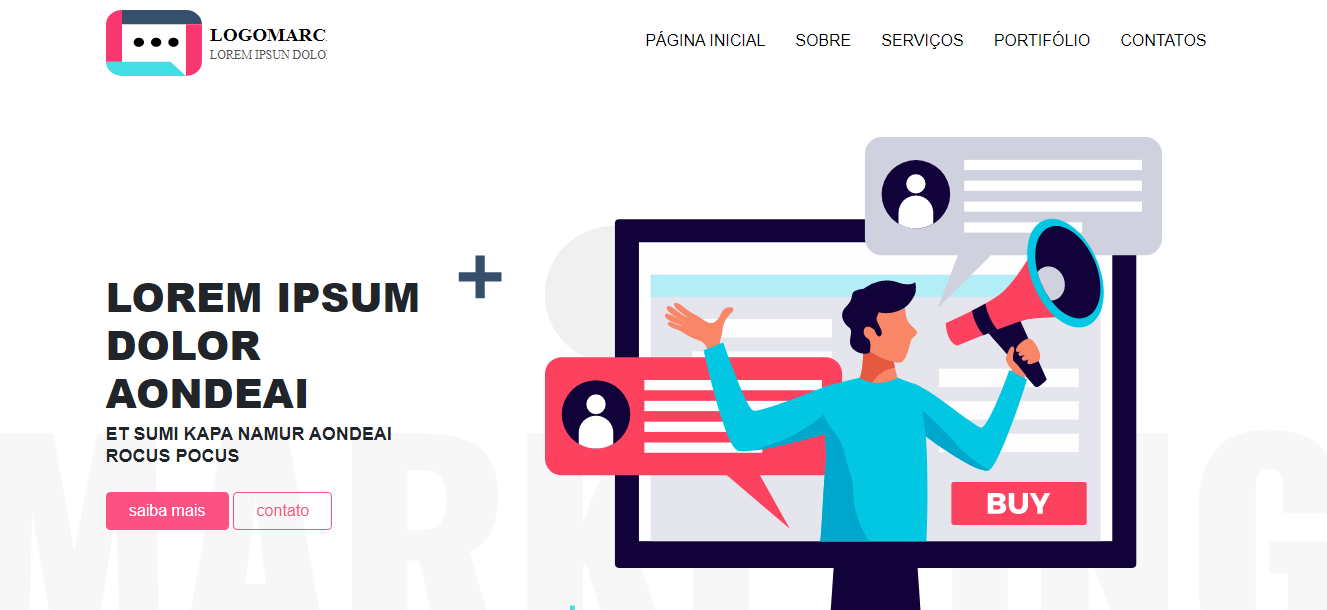 LOGOMARC
LOREM IPSUN DOLO
PÁGINA INICIAL SOBRE SERVIÇOS PORTIFÓLIO CONTATOS
LOREM IPSUM
DOLOR
AONDEAI
ET SUMI KAPA NAMUR AONDEAI
ROCUS POCUS
saiba mais contato
BUY